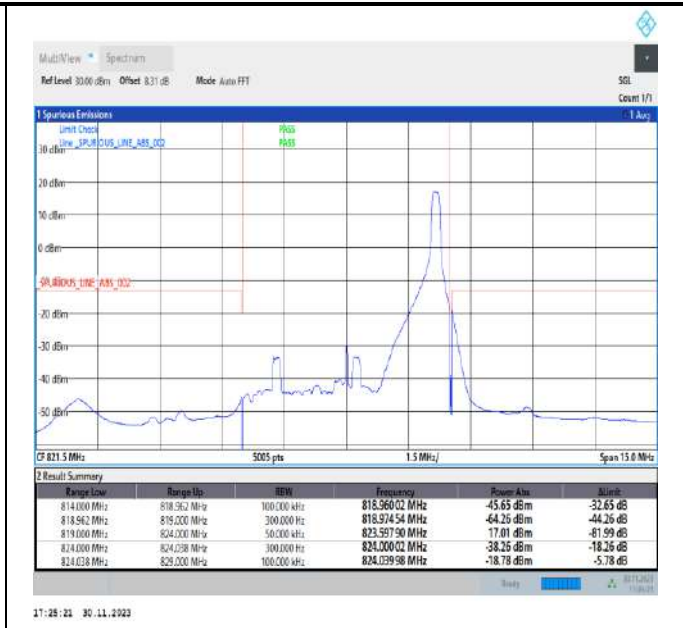 MultiView Spectrum
Ref Level 30.00 dBm Offset 8.31 dB Mode Auto FFT SGL
Count 1/1
1 Spurious Emissions 1 Avg
Limit Check PASS
Line _SPURIOUS_LINE_ABS_002 PASS
30 dBm
20 dBm
10 dBm
0 dBm
_SPURIOUS_LINE_ABS_002
-20 dBm
-30 dBm
-40 dBm
-50 dBm
CF 821.5 MHz 5005 pts 1.5 MHz/ Span 15.0 MHz
2 Result Summary
Range Low Range Up RBW Frequency Power Abs ΔLimit
814.000 MHz 818.962 MHz 100.000 kHz 818.96002 MHz -45.65 dBm -32.65 dB
818.962 MHz 819.000 MHz 300.000 Hz 818.97454 MHz -64.26 dBm -44.26 dB
819.000 MHz 824.000 MHz 50.000 kHz 823.59790 MHz 17.01 dBm -81.99 dB
824.000 MHz 824.038 MHz 300.000 Hz 824.00002 MHz -38.26 dBm -18.26 dB
824.038 MHz 829.000 MHz 100.000 kHz 824.03998 MHz -18.78 dBm -5.78 dB
Ready 30.11.2023
17:25:21 30.11.2023